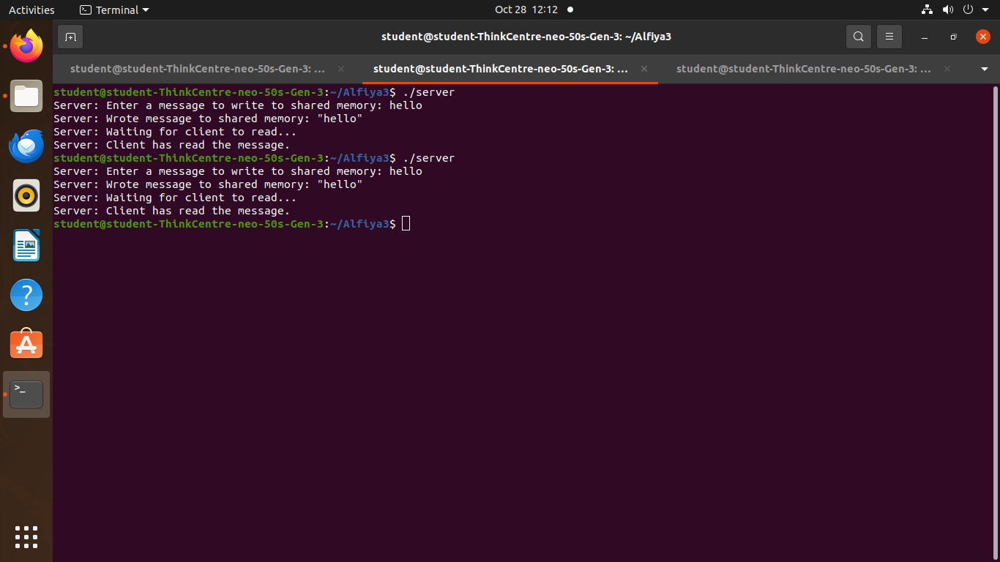 Activities Terminal Oct 28 12:12
student@student-ThinkCentre-neo-50s-Gen-3: ~/Alfiya3
student@student-ThinkCentre-neo-50s-Gen-3: ... student@student-ThinkCentre-neo-50s-Gen-3: ... student@student-ThinkCentre-neo-50s-Gen-3: ...
student@student-ThinkCentre-neo-50s-Gen-3:~/Alfiya3$ ./server
Server: Enter a message to write to shared memory: hello
Server: Wrote message to shared memory: "hello"
Server: Waiting for client to read...
Server: Client has read the message.
student@student-ThinkCentre-neo-50s-Gen-3:~/Alfiya3$ ./server
Server: Enter a message to write to shared memory: hello
Server: Wrote message to shared memory: "hello"
Server: Waiting for client to read...
Server: Client has read the message.
student@student-ThinkCentre-neo-50s-Gen-3:~/Alfiya3$